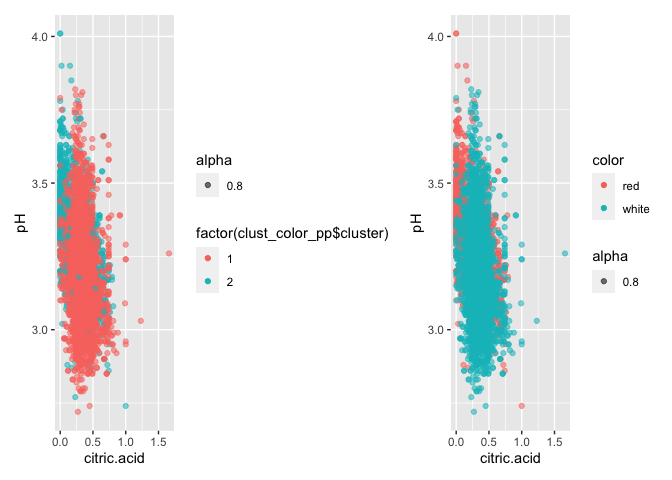 4.0
3.5
3.0
pH
0.0 0.5 1.0 1.5
citric.acid
alpha
0.8
factor(clust_color_pp$cluster)
1
2
4.0
3.5
3.0
pH
0.0 0.5 1.0 1.5
citric.acid
color
red
white
alpha
0.8